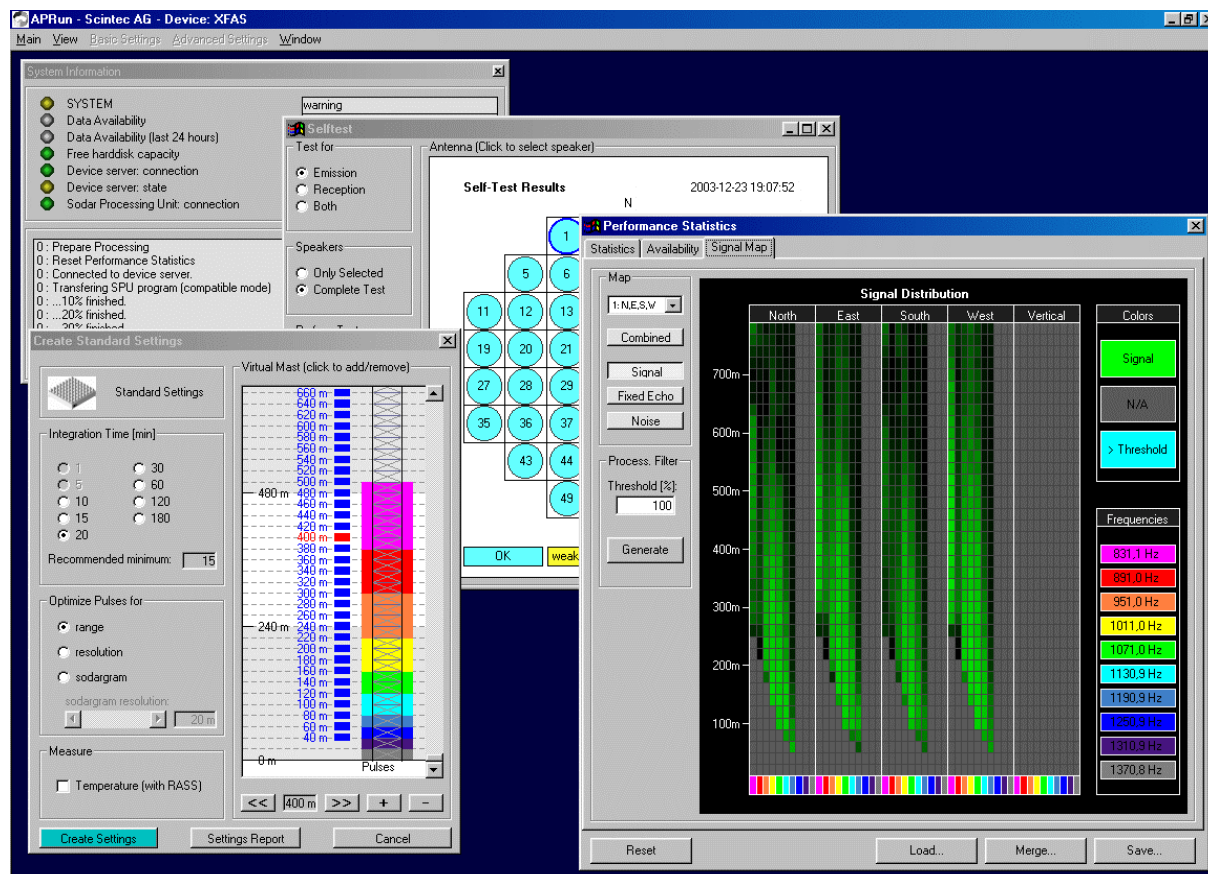 APRun - Scintec AG - Device: XFAS
Main View Basic Settings Advanced Settings Window
System Information
SYSTEM
warning
Data Availability
Data Availability (last 24 hours)
Free harddisk capacity
Device server: connection
Device server: state
Sodar Processing Unit: connection
0 : Prepare Processing
0 : Reset Performance Statistics
0 : Connected to device server.
0 : Transfering SPU program (compatible mode)
0 : ...10% finished.
0 : ...20% finished.
0 : ...30% finished.
Selftest
Test for
Emission
Reception
Both
Speakers
Only Selected
Complete Test
Antenna (Click to select speaker)
Self-Test Results
2003-12-23 19:07:52
N
1
5 6
11 12 13
19 20 21
27 28 29
35 36 37
43 44
49
OK
weak
Create Standard Settings
Standard Settings
Integration Time [min]
1 30
5 60
10 120
15 180
20
Recommended minimum: 15
Optimize Pulses for
range
resolution
sodargram
sodargram resolution:
20 m
Measure
Temperature (with RASS)
Virtual Mast (click to add/remove)
660 m
640 m
620 m
600 m
580 m
560 m
540 m
520 m
500 m
480 m 480 m
460 m
440 m
420 m
400 m
380 m
360 m
340 m
320 m
300 m
280 m
260 m
240 m 240 m
220 m
200 m
180 m
160 m
140 m
120 m
100 m
80 m
60 m
40 m
0 m
Pulses
<< 400 m >> + -
Create Settings
Settings Report
Cancel
Performance Statistics
Statistics Availability Signal Map
Map
1: N,E,S,W
Combined
Signal
Fixed Echo
Noise
Process. Filter
Threshold [%]:
100
Generate
Signal Distribution
North East South West Vertical
700m
600m
500m
400m
300m
200m
100m
Colors
Signal
N/A
> Threshold
Frequencies
831,1 Hz
891,0 Hz
951,0 Hz
1011,0 Hz
1071,0 Hz
1130,9 Hz
1190,9 Hz
1250,9 Hz
1310,9 Hz
1370,8 Hz
Reset
Load...
Merge...
Save...